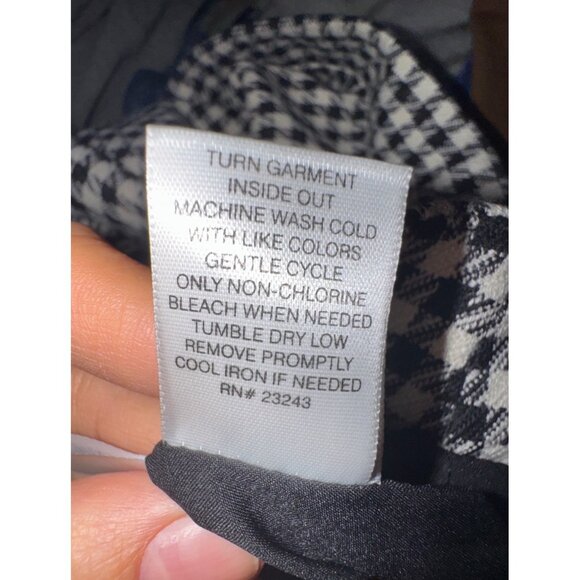 TURN GARMENT
INSIDE OUT
MACHINE WASH COLD
WITH LIKE COLORS
GENTLE CYCLE
ONLY NON-CHLORINE
BLEACH WHEN NEEDED
TUMBLE DRY LOW
REMOVE PROMPTLY
COOL IRON IF NEEDED
RN# 23243